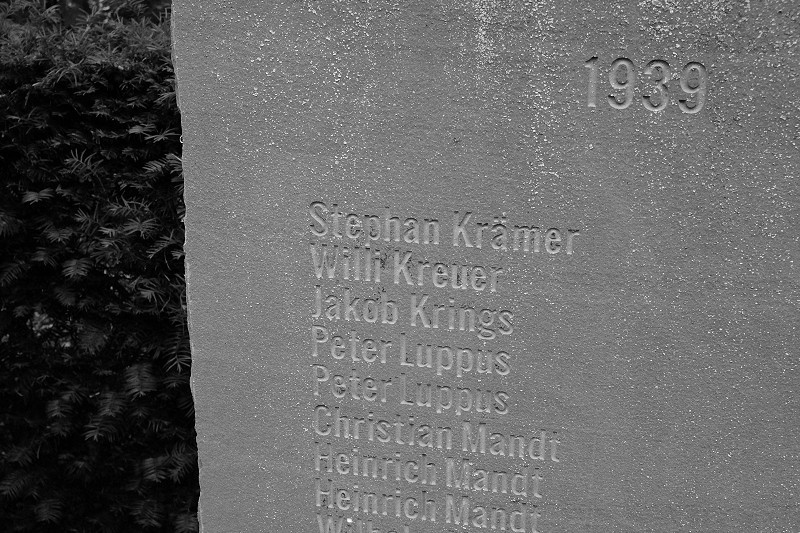 1939
Stephan Krämer
Willi Kreuer
Jakob Krings
Peter Luppus
Peter Luppus
Christian Mandt
Heinrich Mandt
Heinrich Mandt